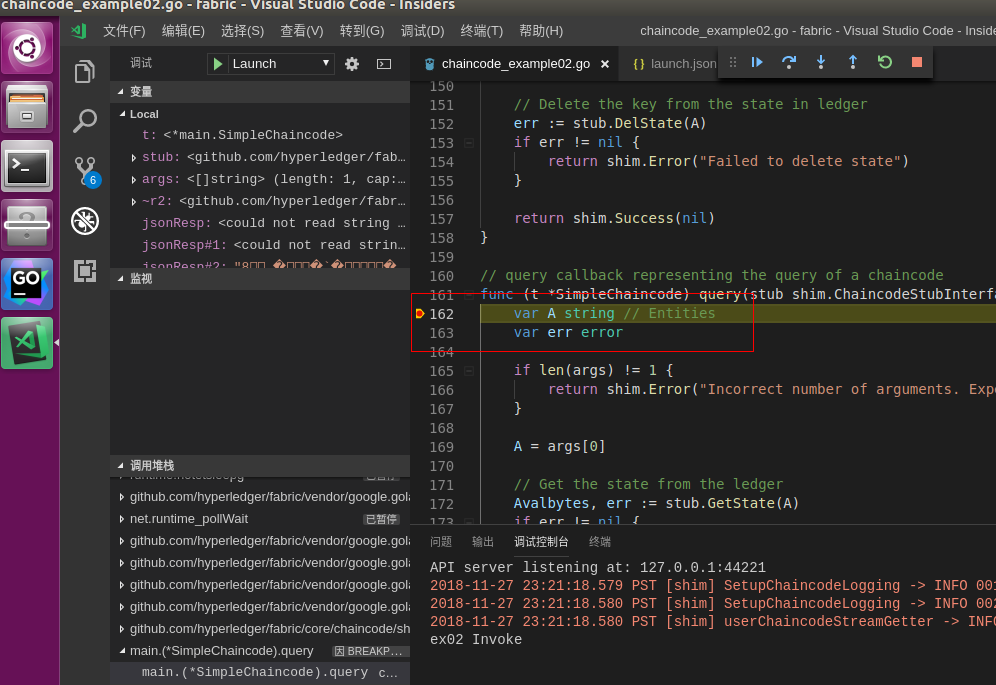 chaincode_example02.go - fabric - Visual Studio Code - Insiders
文件(F) 编辑(E) 选择(S) 查看(V) 转到(G) 调试(D) 终端(T) 帮助(H) chaincode_example02.go - fabric - Visual Studio Code - Inside
调试 Launch
chaincode_example02.go launch.json
变量
Local
t: <*main.SimpleChaincode>
stub: <github.com/hyperledger/fab...
args: <[]string> (length: 1, cap:...
~r2: <github.com/hyperledger/fabr...
jsonResp: <could not read string ...
jsonResp#1: <could not read strin...
jsonResp#2:
6
GO
监视
调用堆栈
github.com/hyperledger/fabric/vendor/google.gola
net.runtime_pollWait 已暂停
github.com/hyperledger/fabric/vendor/google.gola
github.com/hyperledger/fabric/vendor/google.gola
github.com/hyperledger/fabric/vendor/google.gola
github.com/hyperledger/fabric/vendor/google.gola
github.com/hyperledger/fabric/core/chaincode/sh
main.(*SimpleChaincode).query 因 BREAKP...
main.(*SimpleChaincode).query c...
150
151 // Delete the key from the state in ledger
152 err := stub.DelState(A)
153 if err != nil {
154 return shim.Error("Failed to delete state")
155 }
156
157 return shim.Success(nil)
158 }
159
160 // query callback representing the query of a chaincode
161 func (t *SimpleChaincode) query(stub shim.ChaincodeStubInterfa
162 var A string // Entities
163 var err error
164
165 if len(args) != 1 {
166 return shim.Error("Incorrect number of arguments. Expe
167 }
168
169 A = args[0]
170
171 // Get the state from the ledger
172 Avalbytes, err := stub.GetState(A)
173 if err != nil {
问题 输出 调试控制台 终端
API server listening at: 127.0.0.1:44221
2018-11-27 23:21:18.579 PST [shim] SetupChaincodeLogging -> INFO 001
2018-11-27 23:21:18.580 PST [shim] SetupChaincodeLogging -> INFO 002
2018-11-27 23:21:18.580 PST [shim] userChaincodeStreamGetter -> INFO
ex02 Invoke